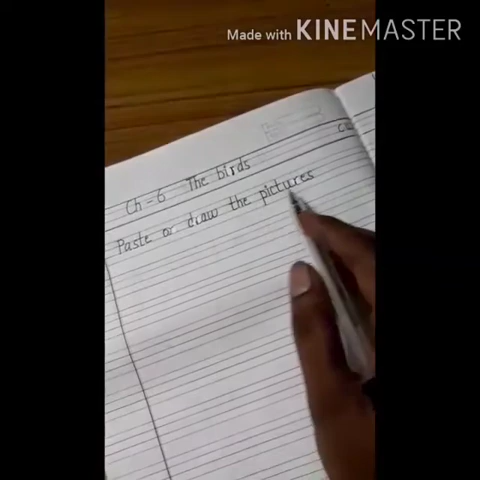 Made with KINEMASTER
Ch - 6 The birds
Paste or draw the pictures